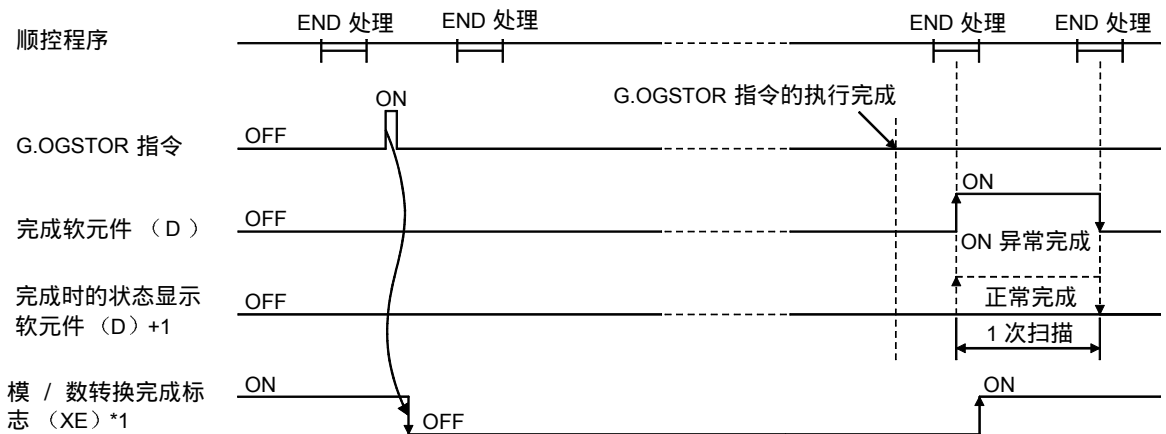 END 处理
END 处理
END 处理
END 处理
顺控程序
ON
G.OGSTOR 指令的执行完成
OFF
G.OGSTOR 指令
ON
OFF
完成软元件 （D）
ON 异常完成
完成时的状态显示
OFF
正常完成
软元件 （D）+1
1 次扫描
模 / 数转换完成标
ON
ON
志 （XE）*1
OFF